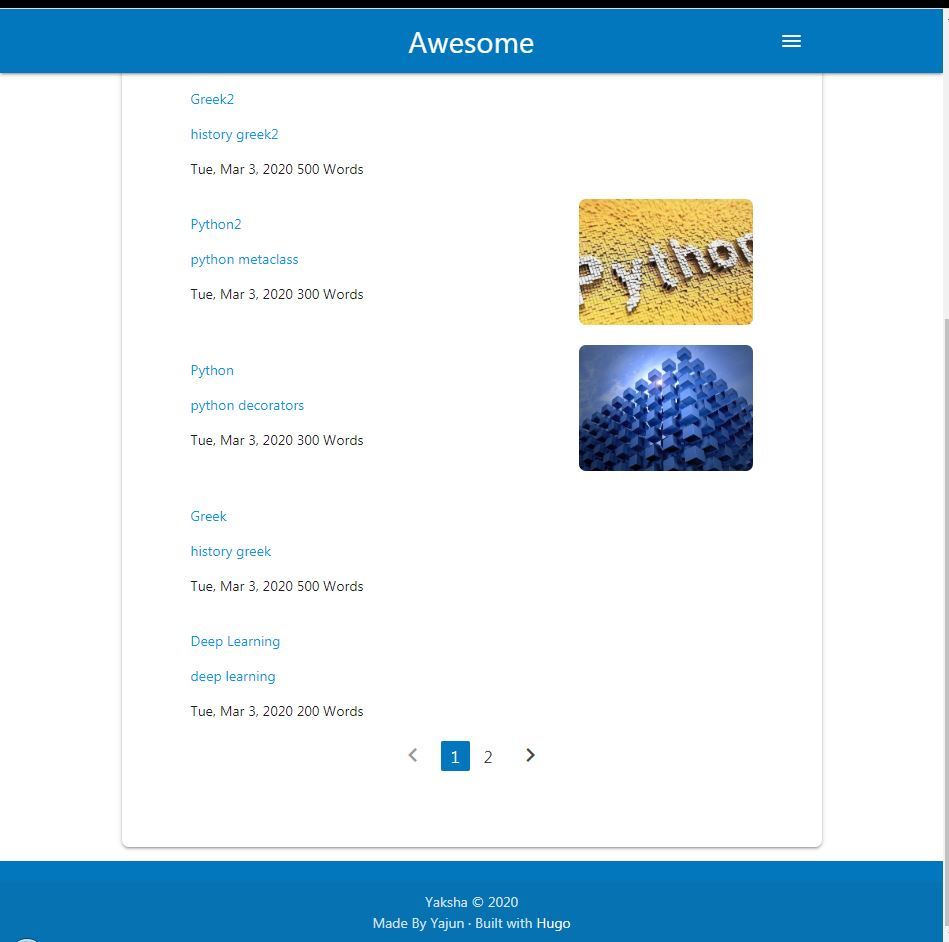 Awesome
Greek2
history greek2
Tue, Mar 3, 2020 500 Words
Python2
python metaclass
Tue, Mar 3, 2020 300 Words
Python
Python
python decorators
Tue, Mar 3, 2020 300 Words
Greek
history greek
Tue, Mar 3, 2020 500 Words
Deep Learning
deep learning
Tue, Mar 3, 2020 200 Words
1 2
Yaksha © 2020
Made By Yajun · Built with Hugo